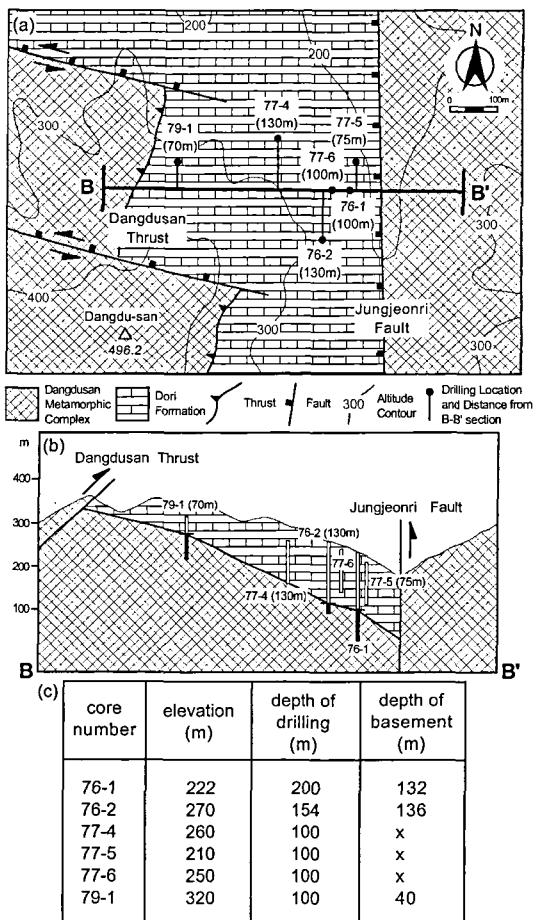 (a)
200
200
N
0 100m
77-4
(130m)
77-5
(75m)
300
79-1
(70m)
77-6
(100m)
B
B'
76-1
(100m)
Dangdusan
Thrust
76-2
(130m)
300
400
Dangdu-san
496.2
300
Jungjeonri
Fault
Dangdusan
Metamorphic
Complex
Dori
Formation
Thrust
Fault
300
Altitude
Contour
Drilling Location
and Distance from
B-B' section
(b)
m
Dangdusan Thrust
400
79-1 (70m)
Jungjeonri Fault
300
76-2 (130m)
77-6
200
77-5 (75m)
77-4 (130m)
100
76-1
B
B'
(c)
core number elevation (m) depth of drilling (m) depth of basement (m)
76-1 222 200 132
76-2 270 154 136
77-4 260 100 x
77-5 210 100 x
77-6 250 100 x
79-1 320 100 40